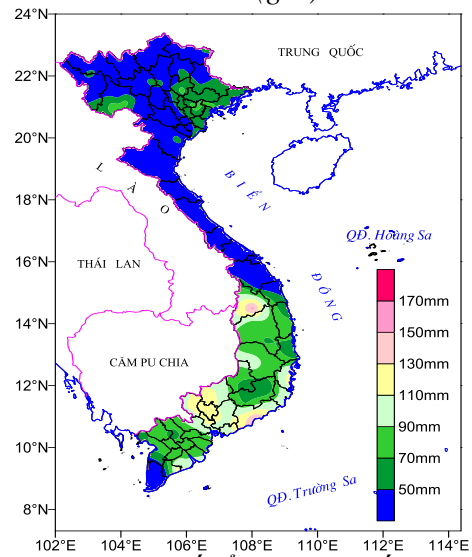 24°N
22°N
20°N
18°N
16°N
14°N
12°N
10°N
8°N
TRUNG QUỐC
LÀO
BIỂN
ĐÔNG
QĐ. Hoàng Sa
THÁI LAN
CĂM PU CHIA
QĐ. Trường Sa
170mm
150mm
130mm
110mm
90mm
70mm
50mm
102°E 104°E 106°E 108°E 110°E 112°E 114°E